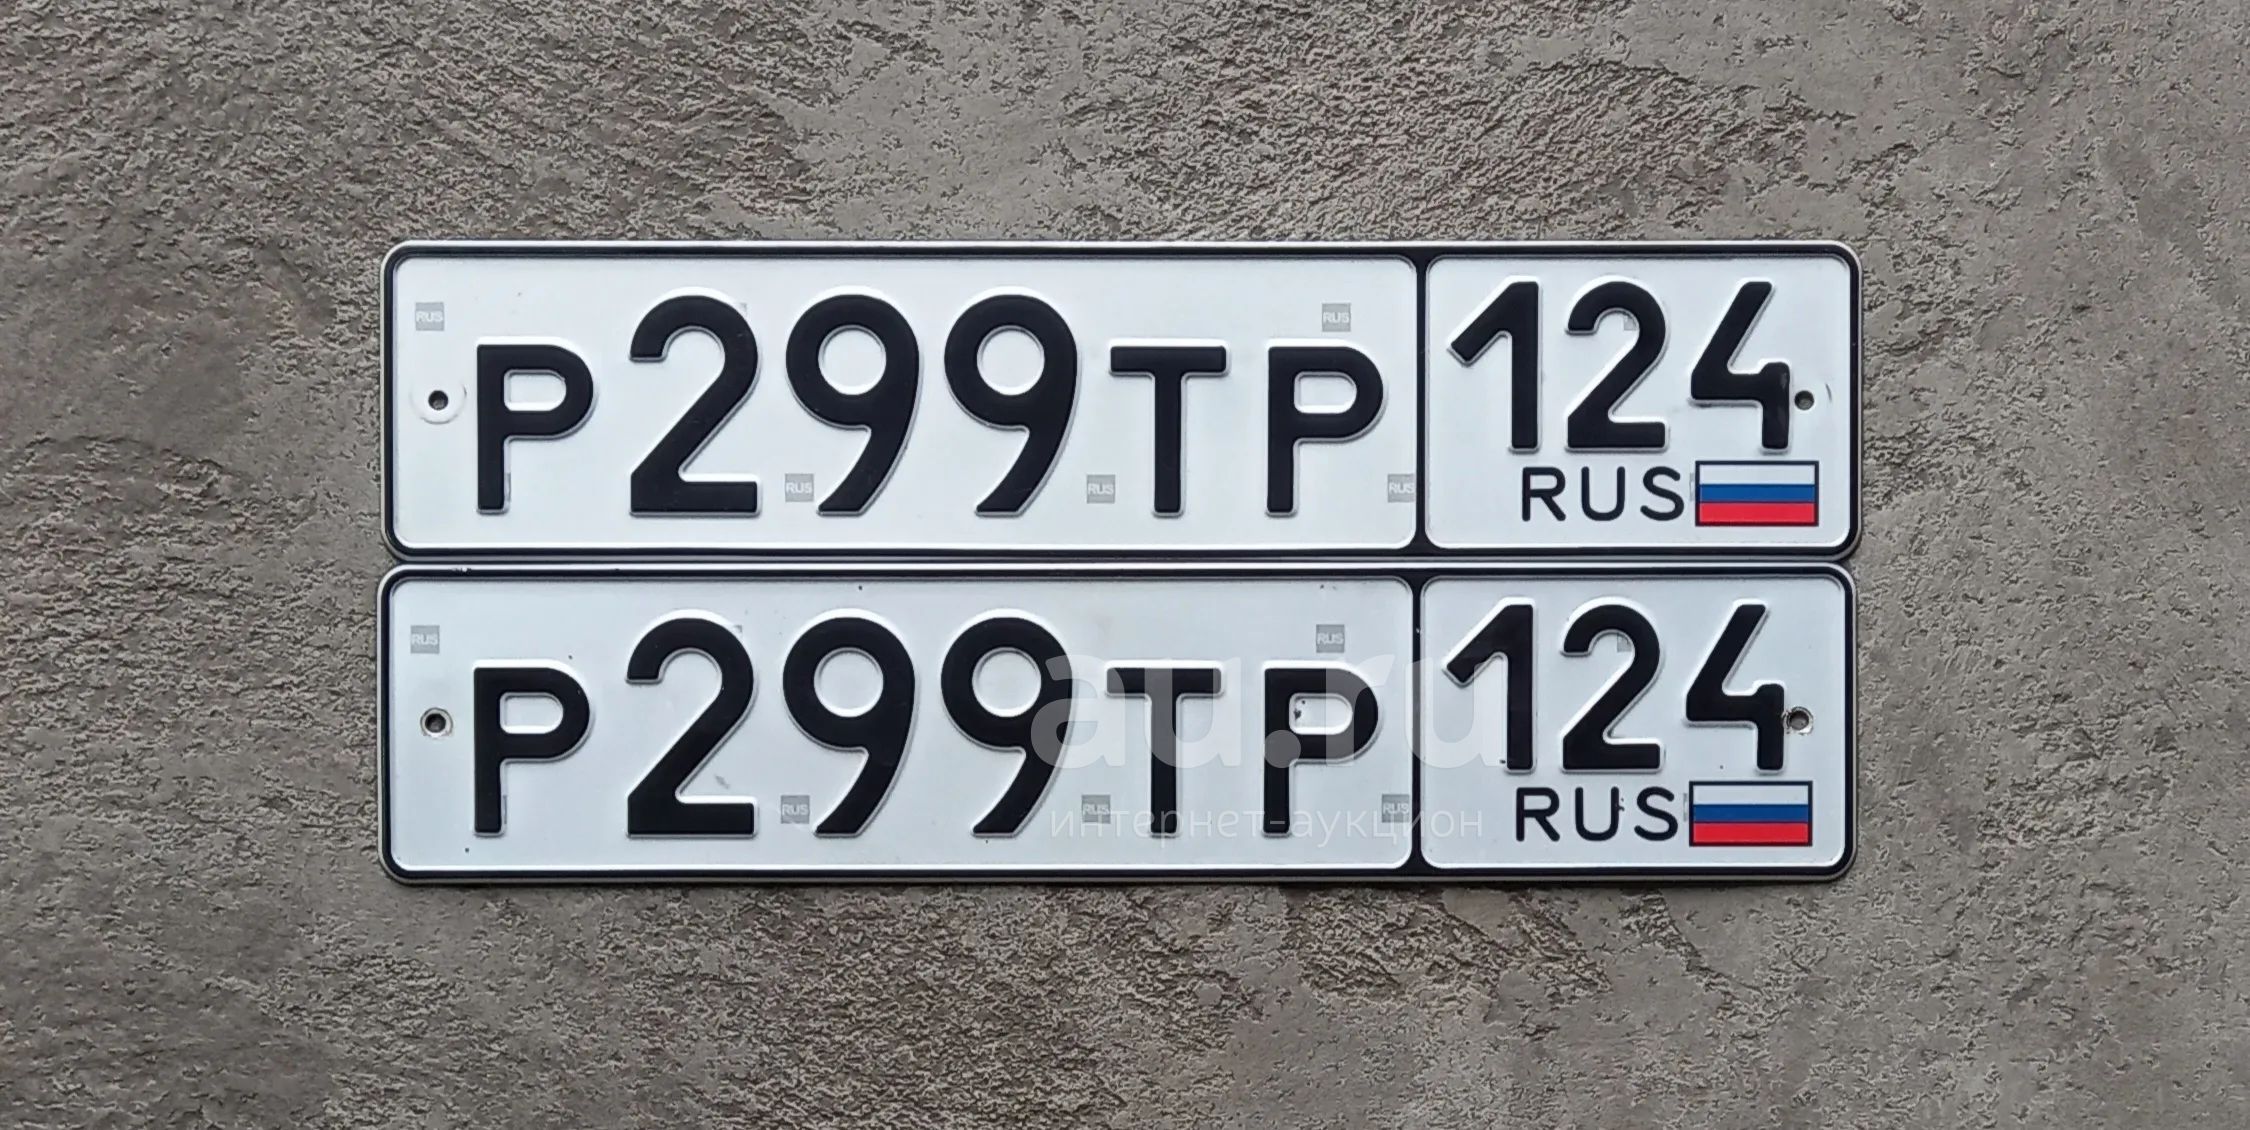 Р299ТР 124
RUS
Р299ТР 124
RUS
au.ru
интернет-аукцион